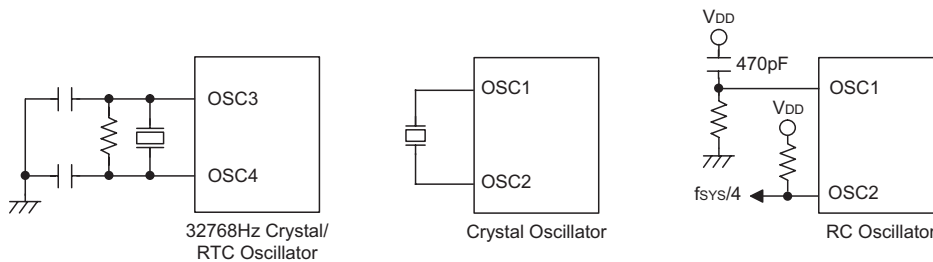 OSC3
OSC4
32768Hz Crystal/
RTC Oscillator
OSC1
OSC2
Crystal Oscillator
VDD
470pF
OSC1
VDD
fSYS/4
OSC2
RC Oscillator